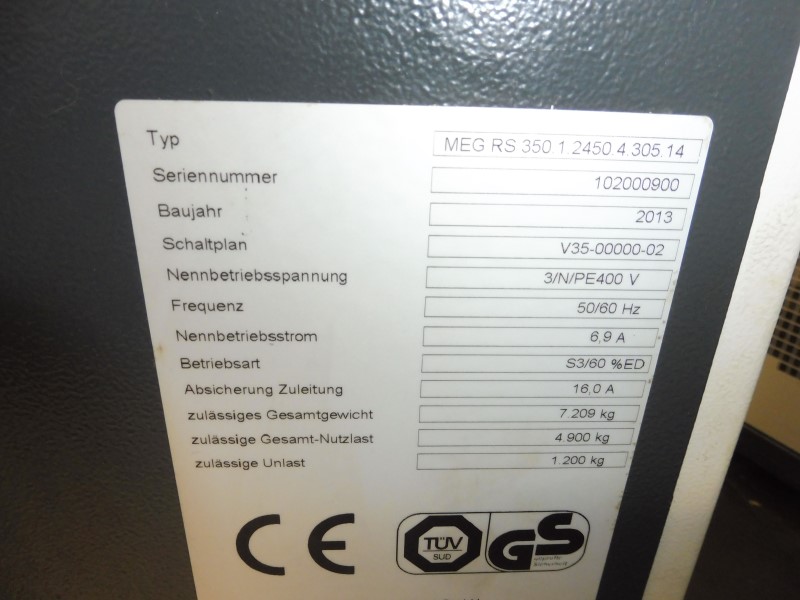 Typ MEG RS 350.1.2450.4.305.14
Seriennummer 102000900
Baujahr 2013
Schaltplan V35-00000-02
Nennbetriebsspannung 3/N/PE400 V
Frequenz 50/60 Hz
Nennbetriebsstrom 6,9 A
Betriebsart S3/60 %ED
Absicherung Zuleitung 16,0 A
zulässiges Gesamtgewicht 7.209 kg
zulässige Gesamt-Nutzlast 4.900 kg
zulässige Unlast 1.200 kg
CE TÜV GS
SÜD